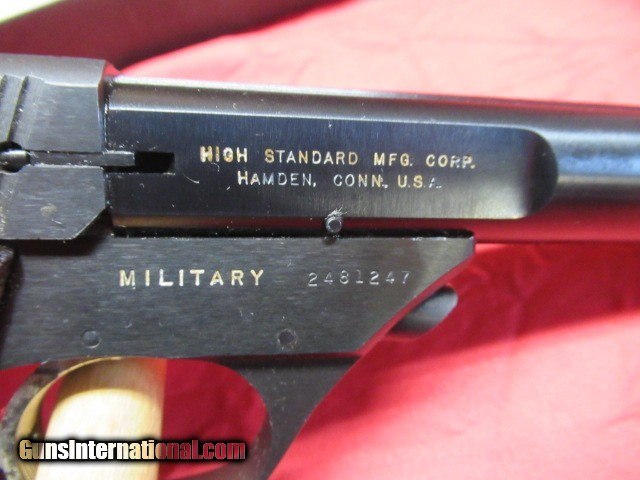 HIGH STANDARD MFG. CORP.
HAMDEN, CONN. U.S.A.
MILITARY 2481247
GunsInternational.com